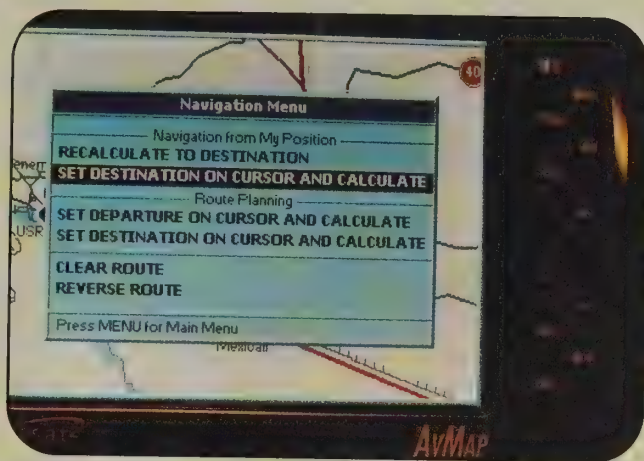 40
Navigation Menu
Navigation from My Position
RECALCULATE TO DESTINATION
SET DESTINATION ON CURSOR AND CALCULATE
Route Planning
SET DEPARTURE ON CURSOR AND CALCULATE
SET DESTINATION ON CURSOR AND CALCULATE
USR
CLEAR ROUTE
REVERSE ROUTE
Press MENU for Main Menu
Mexican
AVMAP